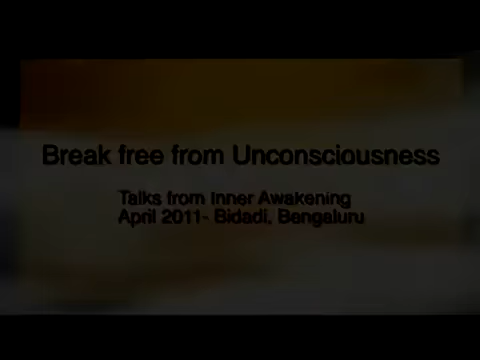 Break free from Unconsciousness
Talks from Inner Awakening
April 2011- Bidadi, Bengaluru